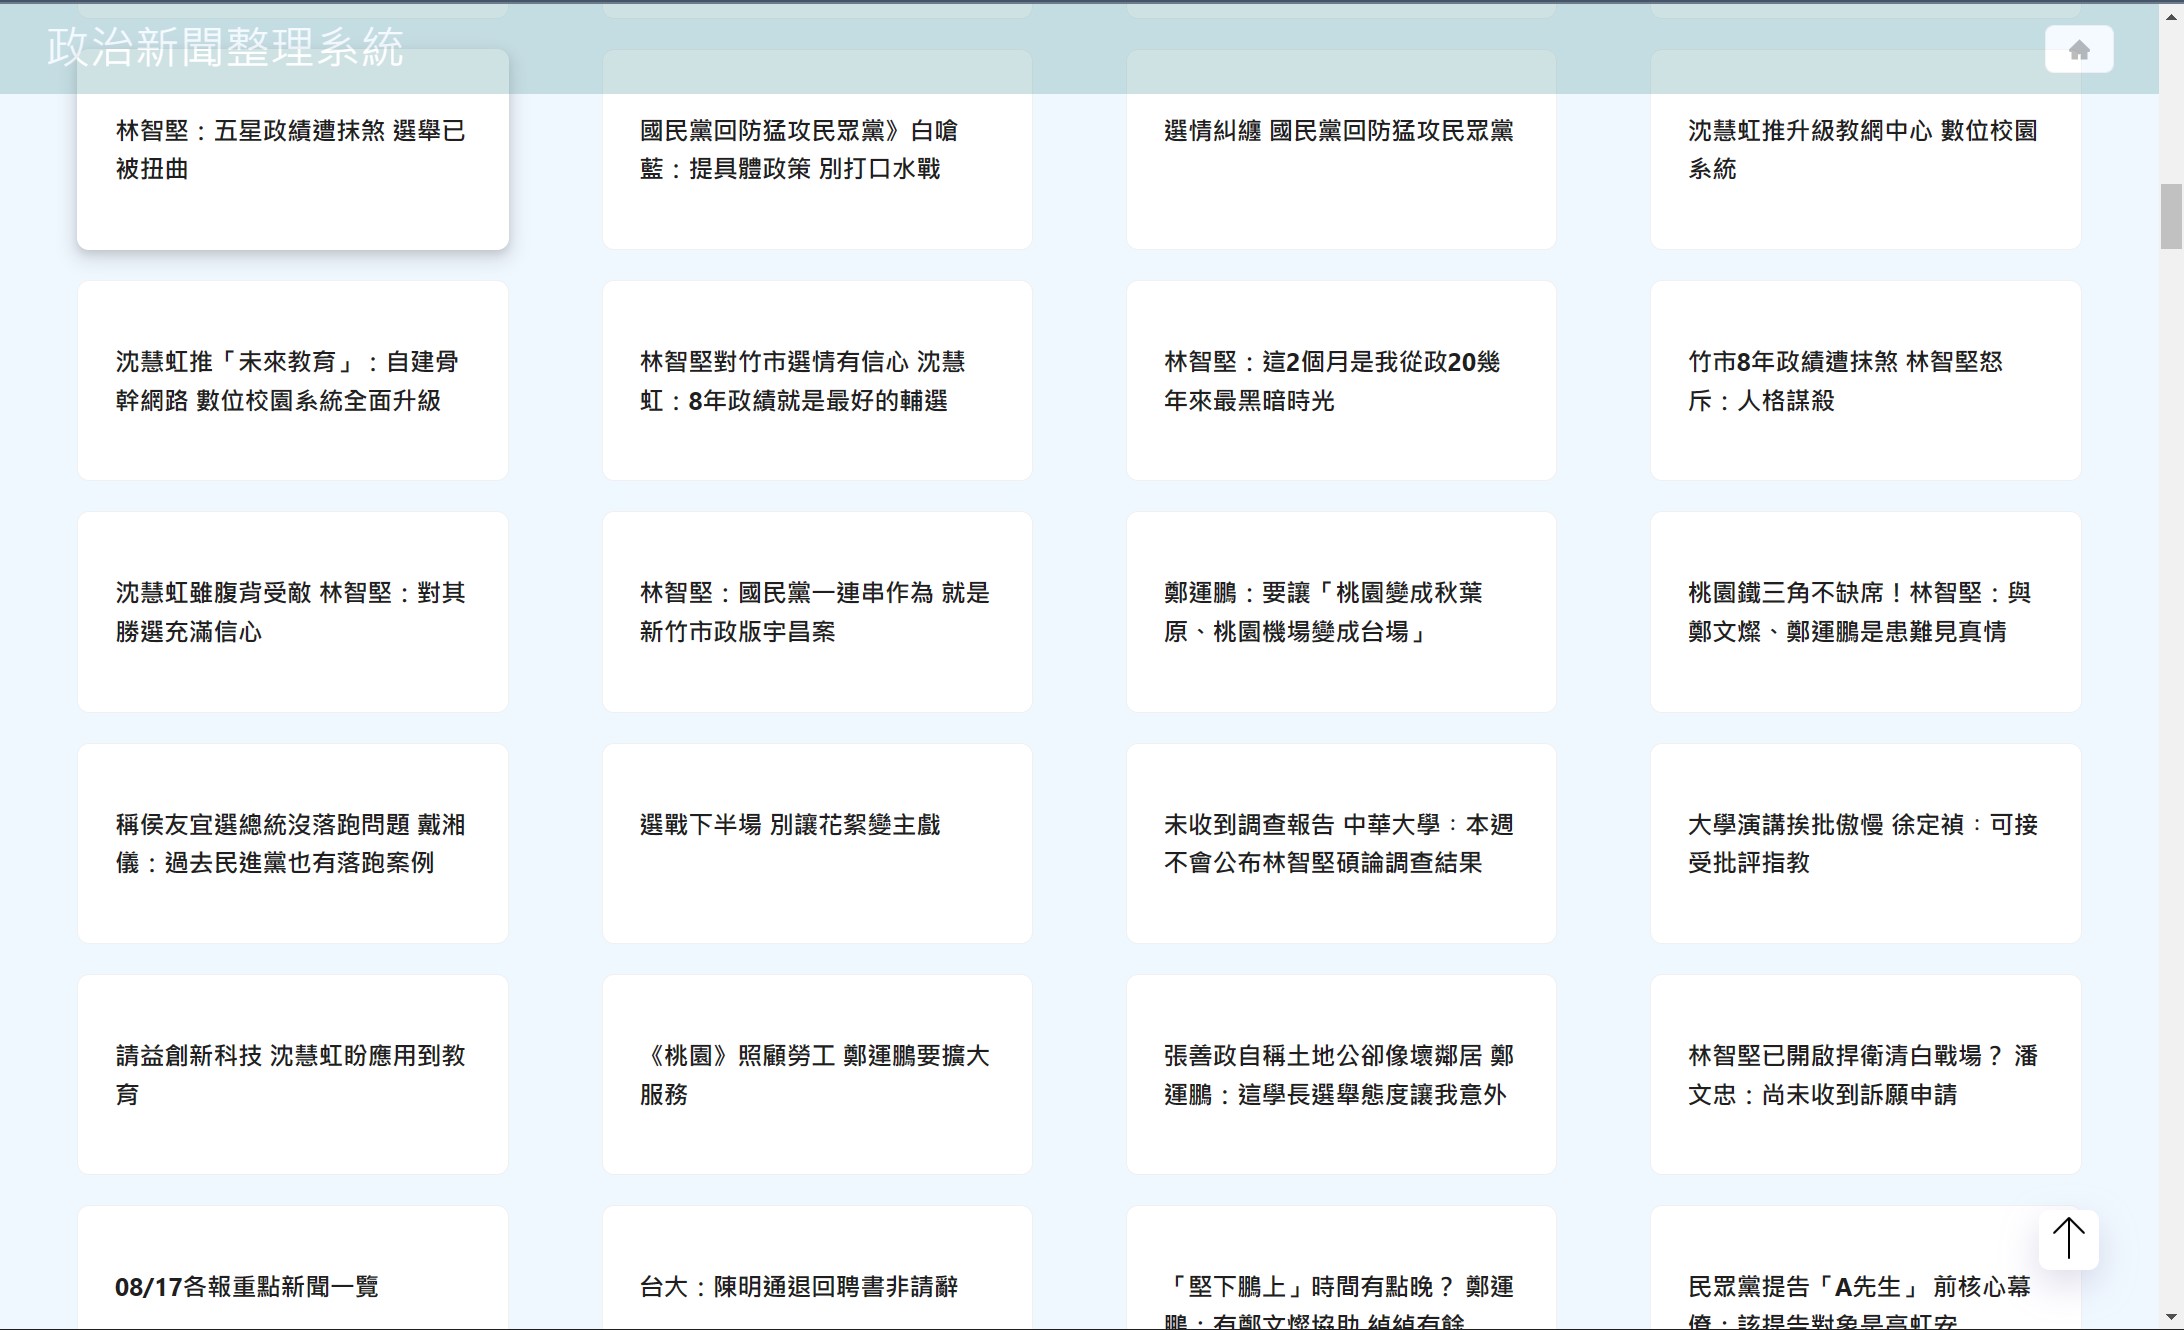 政治新聞整理系統
林智堅：五星政績遭抹煞 選舉已
被扭曲
國民黨回防猛攻民眾黨》白嗆
藍：提具體政策 別打口水戰
選情糾纏 國民黨回防猛攻民眾黨
沈慧虹推升級教網中心 數位校園
系統
沈慧虹推「未來教育」：自建骨
幹網路 數位校園系統全面升級
林智堅對竹市選情有信心 沈慧
虹：8年政績就是最好的輔選
林智堅：這2個月是我從政20幾
年來最黑暗時光
竹市8年政績遭抹煞 林智堅怒
斥：人格謀殺
沈慧虹雖腹背受敵 林智堅：對其
勝選充滿信心
林智堅：國民黨一連串作為 就是
新竹市政版宇昌案
鄭運鵬：要讓「桃園變成秋葉
原、桃園機場變成台場」
桃園鐵三角不缺席！林智堅：與
鄭文燦、鄭運鵬是患難見真情
稱侯友宜選總統沒落跑問題 戴湘
儀：過去民進黨也有落跑案例
選戰下半場 別讓花絮變主戲
未收到調查報告 中華大學：本週
不會公布林智堅碩論調查結果
大學演講挨批傲慢 徐定禎：可接
受批評指教
請益創新科技 沈慧虹盼應用到教
育
《桃園》照顧勞工 鄭運鵬要擴大
服務
張善政自稱土地公卻像壞鄰居 鄭
運鵬：這學長選舉態度讓我意外
林智堅已開啟捍衛清白戰場？ 潘
文忠：尚未收到訴願申請
08/17各報重點新聞一覽
台大：陳明通退回聘書非請辭
「堅下鵬上」時間有點晚？ 鄭運
鵬：有鄭文燦協助 綽綽有餘
民眾黨提告「A先生」 前核心幕
僚：該提告對象是高虹安